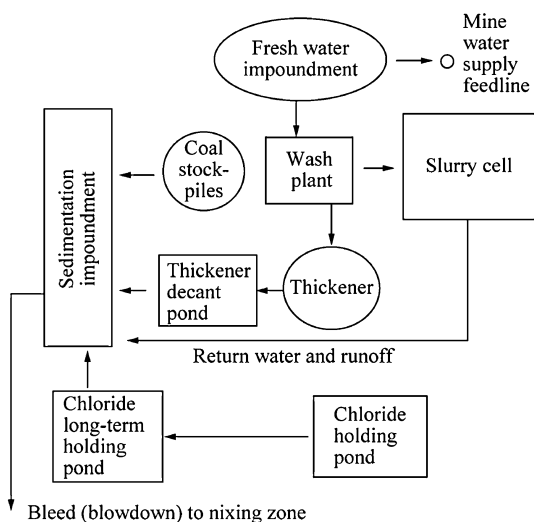 Fresh water
impoundment
Mine
water
supply
feedline
Sedimentation
impoundment
Coal
stock-
piles
Wash
plant
Slurry cell
Thickener
decant
pond
Thickener
Return water and runoff
Chloride
long-term
holding
pond
Chloride
holding
pond
Bleed (blowdown) to nixing zone